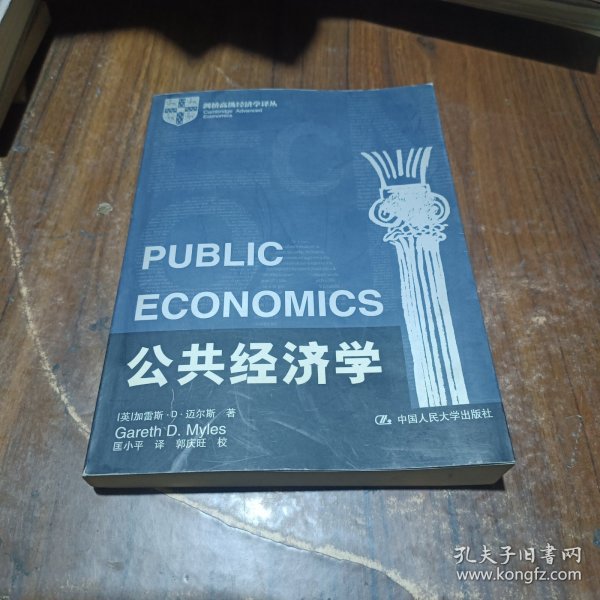 剑桥高级经济学译丛
Cambridge Advanced
Economics
PUBLIC
ECONOMICS
公共经济学
[英]加雷斯·D·迈尔斯 著
Gareth D. Myles
匡小平 译 郭庆旺 校
中国人民大学出版社
孔夫子旧书网
www.kongfz.com